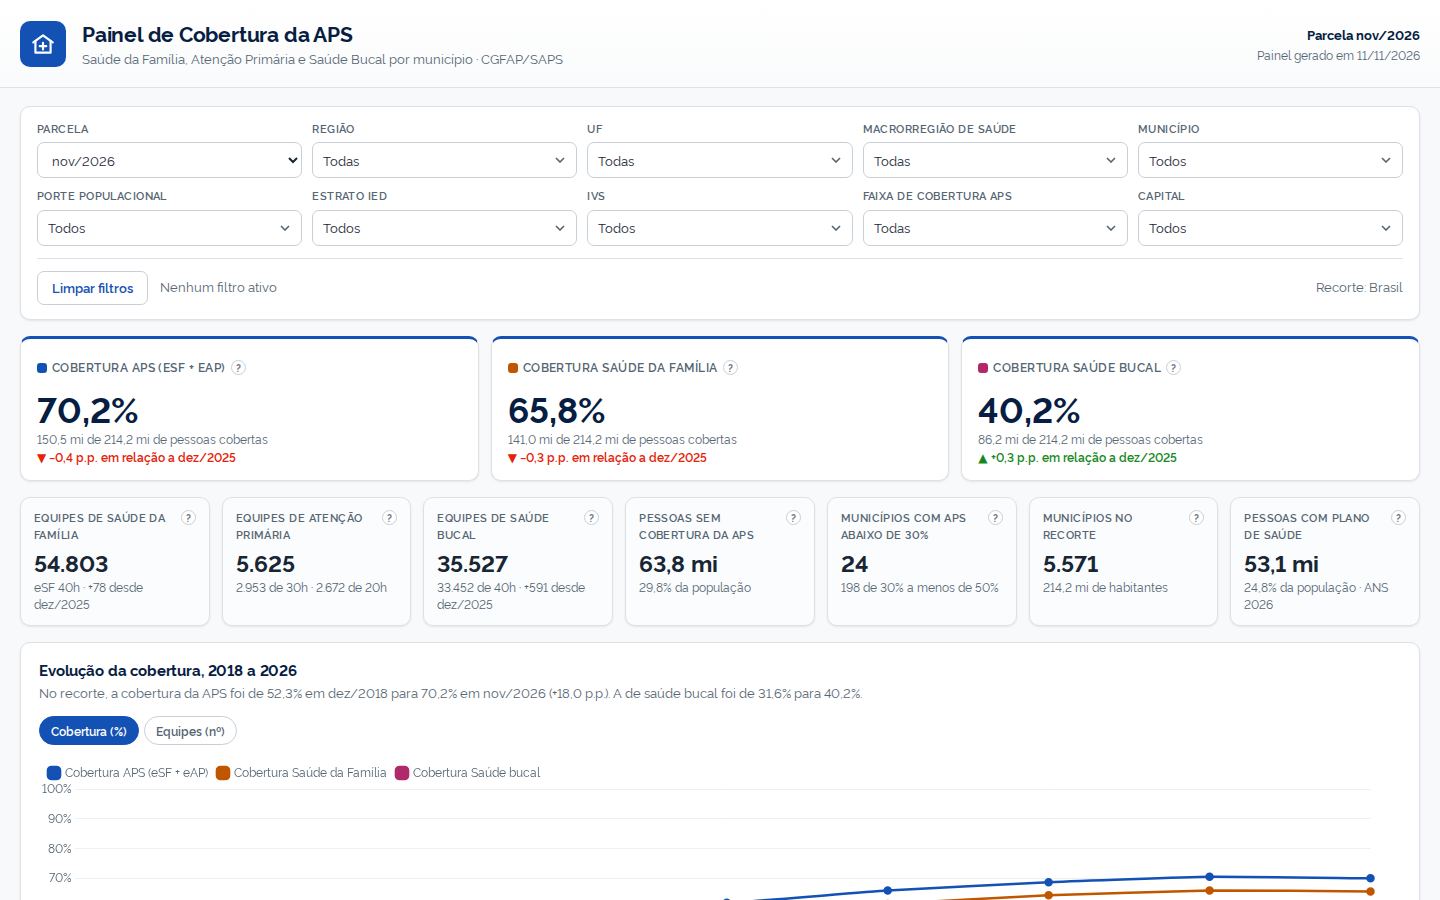 Painel de Cobertura da APS
Saúde da Família, Atenção Primária e Saúde Bucal por município · CGFAP/SAPS
Parcela nov/2026
Painel gerado em 11/11/2026
PARCELA
REGIÃO
UF
MACRORREGIÃO DE SAÚDE
MUNICÍPIO
nov/2026
Todas
Todas
Todas
Todos
PORTE POPULACIONAL
ESTRATO IED
IVS
FAIXA DE COBERTURA APS
CAPITAL
Todos
Todos
Todos
Todas
Todos
Limpar filtros
Nenhum filtro ativo
Recorte: Brasil
COBERTURA APS (ESF + EAP) ?
70,2%
150,5 mi de 214,2 mi de pessoas cobertas
▼ −0,4 p.p. em relação a dez/2025
COBERTURA SAÚDE DA FAMÍLIA ?
65,8%
141,0 mi de 214,2 mi de pessoas cobertas
▼ −0,3 p.p. em relação a dez/2025
COBERTURA SAÚDE BUCAL ?
40,2%
86,2 mi de 214,2 mi de pessoas cobertas
▲ +0,3 p.p. em relação a dez/2025
EQUIPES DE SAÚDE DA ?
FAMÍLIA
54.803
eSF 40h · +78 desde
dez/2025
EQUIPES DE ATENÇÃO ?
PRIMÁRIA
5.625
2.953 de 30h · 2.672 de 20h
EQUIPES DE SAÚDE ?
BUCAL
35.527
33.452 de 40h · +591 desde
dez/2025
PESSOAS SEM ?
COBERTURA DA APS
63,8 mi
29,8% da população
MUNICÍPIOS COM APS ?
ABAIXO DE 30%
24
198 de 30% a menos de 50%
MUNICÍPIOS NO ?
RECORTE
5.571
214,2 mi de habitantes
PESSOAS COM PLANO ?
DE SAÚDE
53,1 mi
24,8% da população · ANS
2026
Evolução da cobertura, 2018 a 2026
No recorte, a cobertura da APS foi de 52,3% em dez/2018 para 70,2% em nov/2026 (+18,0 p.p.). A de saúde bucal foi de 31,6% para 40,2%.
Cobertura (%)
Equipes (nº)
Cobertura APS (eSF + eAP)
Cobertura Saúde da Família
Cobertura Saúde bucal
100%
90%
80%
70%